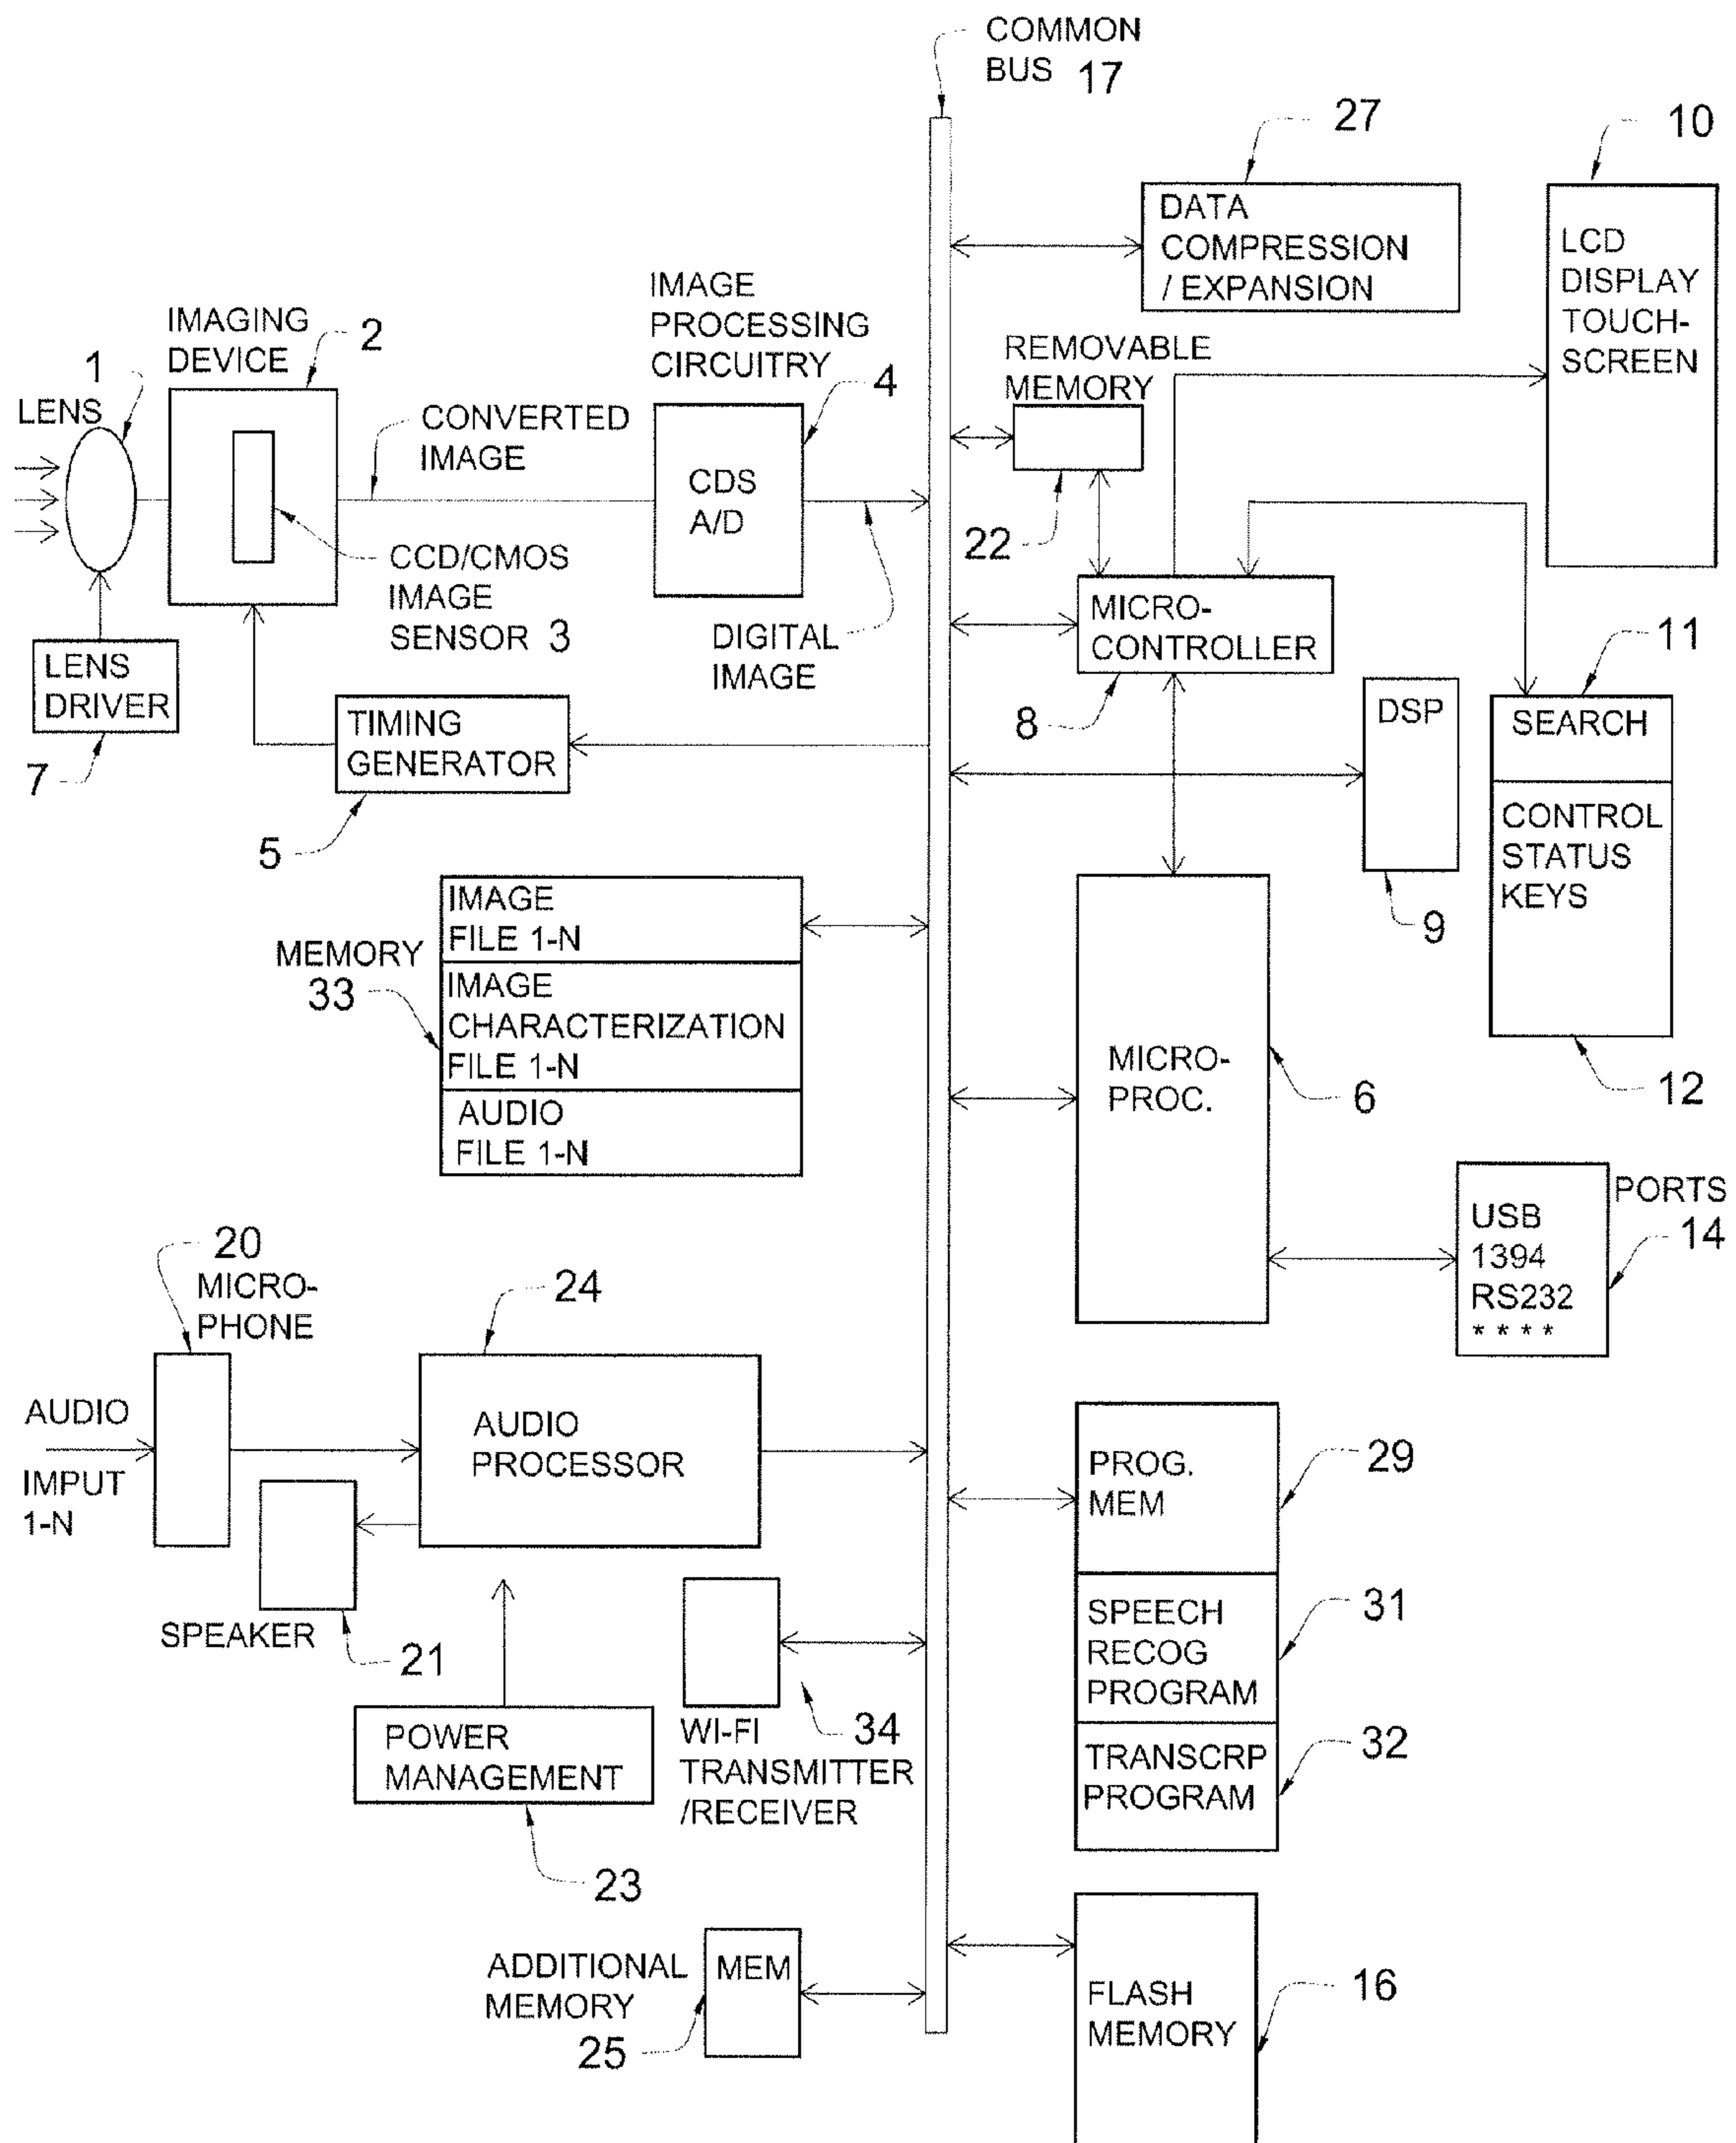 COMMON
BUS 17
27
10
DATA
COMPRESSION
/ EXPANSION
LCD
DISPLAY
TOUCH-
SCREEN
IMAGING
DEVICE
2
IMAGE
PROCESSING
CIRCUITRY
4
REMOVABLE
MEMORY
1
LENS
CONVERTED
IMAGE
CDS
A/D
22
CCD/CMOS
IMAGE
SENSOR 3
DIGITAL
IMAGE
MICRO-
CONTROLLER
8
LENS
DRIVER
7
TIMING
GENERATOR
5
DSP
9
11
SEARCH
CONTROL
STATUS
KEYS
12
MEMORY
33
IMAGE
FILE 1-N
IMAGE
CHARACTERIZATION
FILE 1-N
AUDIO
FILE 1-N
MICRO-
PROC.
6
PORTS
14
USB
1394
RS232
* * * *
20
MICRO-
PHONE
24
AUDIO
IMPUT
1-N
AUDIO
PROCESSOR
SPEAKER
21
PROG.
MEM
29
SPEECH
RECOG
PROGRAM
31
TRANSCRP
PROGRAM
32
POWER
MANAGEMENT
23
WI-FI
TRANSMITTER
/RECEIVER
34
ADDITIONAL
MEMORY
25
MEM
FLASH
MEMORY
16